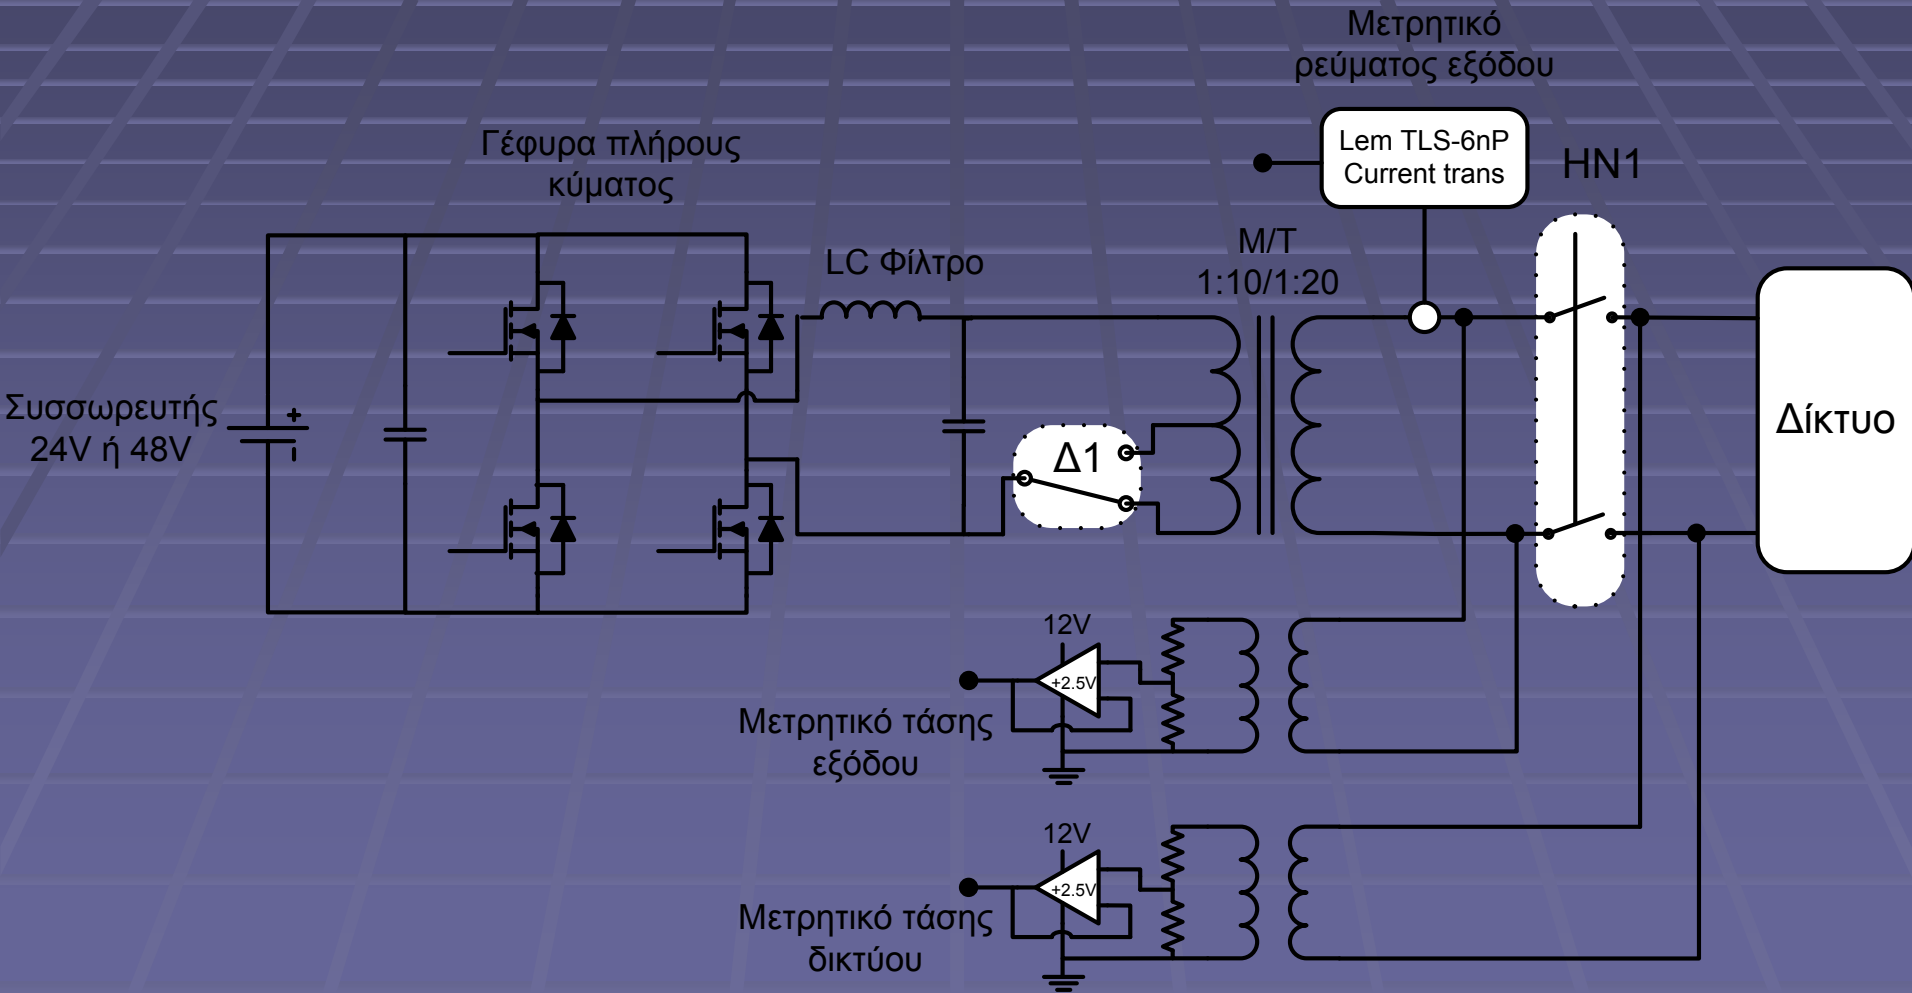 Μετρητικό
ρεύματος εξόδου
Γέφυρα πλήρους
κύματος
Lem TLS-6nP
Current trans
HN1
LC Φίλτρο
Μ/Τ
1:10/1:20
Συσσωρευτής
24V ή 48V
+
-
Δ1
Δίκτυο
12V
+2.5V
Μετρητικό τάσης
εξόδου
12V
+2.5V
Μετρητικό τάσης
δικτύου